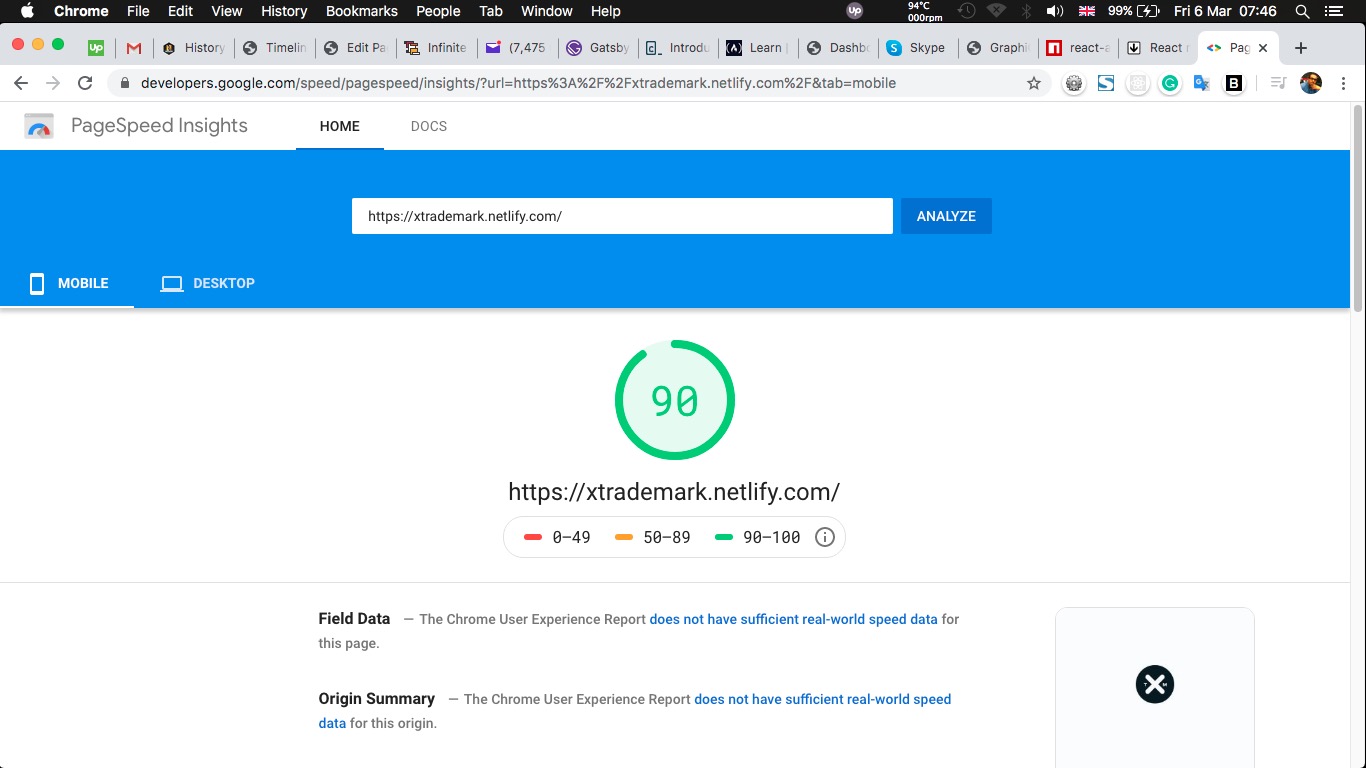 Chrome File Edit View History Bookmarks People Tab Window Help Up 94°C 000rpm 99% Fri 6 Mar 07:46
Up History Timelin Edit Pa Infinite (7,475 Gatsby Introdu Learn Dashb Skype Graphi react-a React Pag
developers.google.com/speed/pagespeed/insights/?url=https%3A%2F%2Fxtrademark.netlify.com%2F&tab=mobile
PageSpeed Insights HOME DOCS
https://xtrademark.netlify.com/ ANALYZE
MOBILE DESKTOP
90
https://xtrademark.netlify.com/
0–49 50–89 90–100
Field Data — The Chrome User Experience Report does not have sufficient real-world speed data for
this page.
Origin Summary — The Chrome User Experience Report does not have sufficient real-world speed
data for this origin.